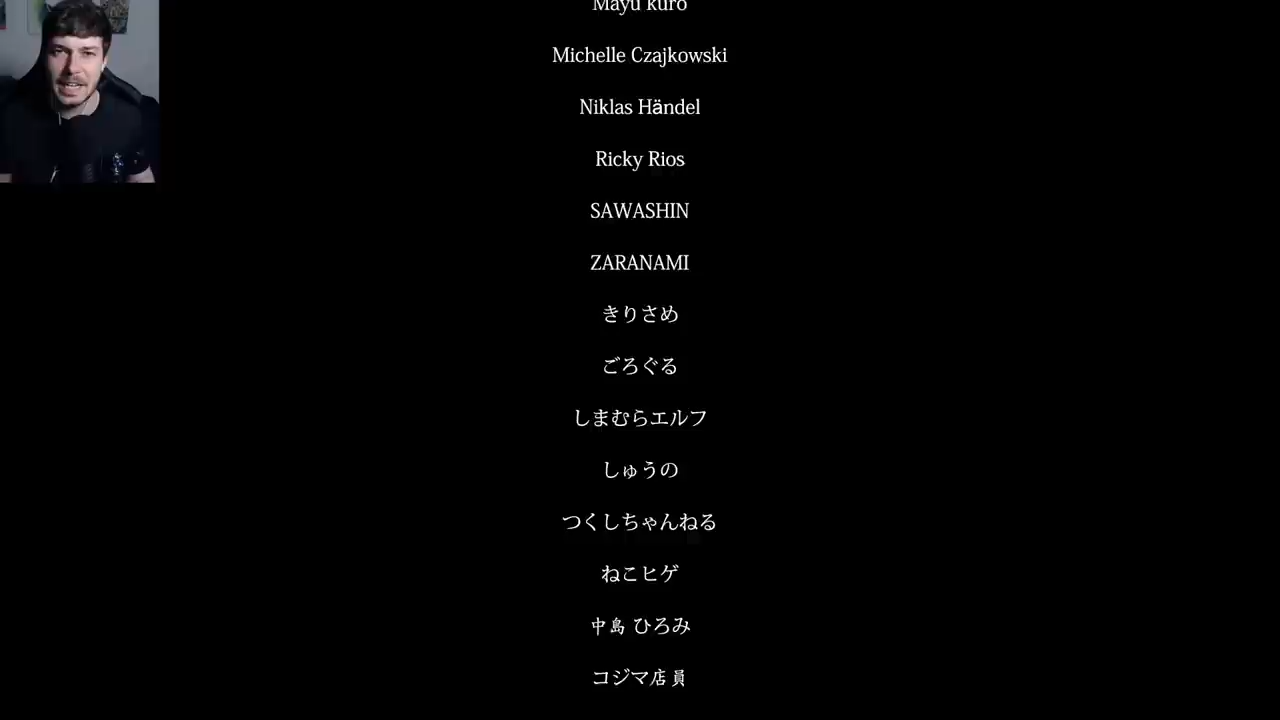 Mayu kuro
Michelle Czajkowski
Niklas Händel
Ricky Rios
SAWASHIN
ZARANAMI
きりさめ
ごろぐる
しまむらエルフ
しゅうの
つくしちゃんねる
ねこヒゲ
中島 ひろみ
コジマ店員